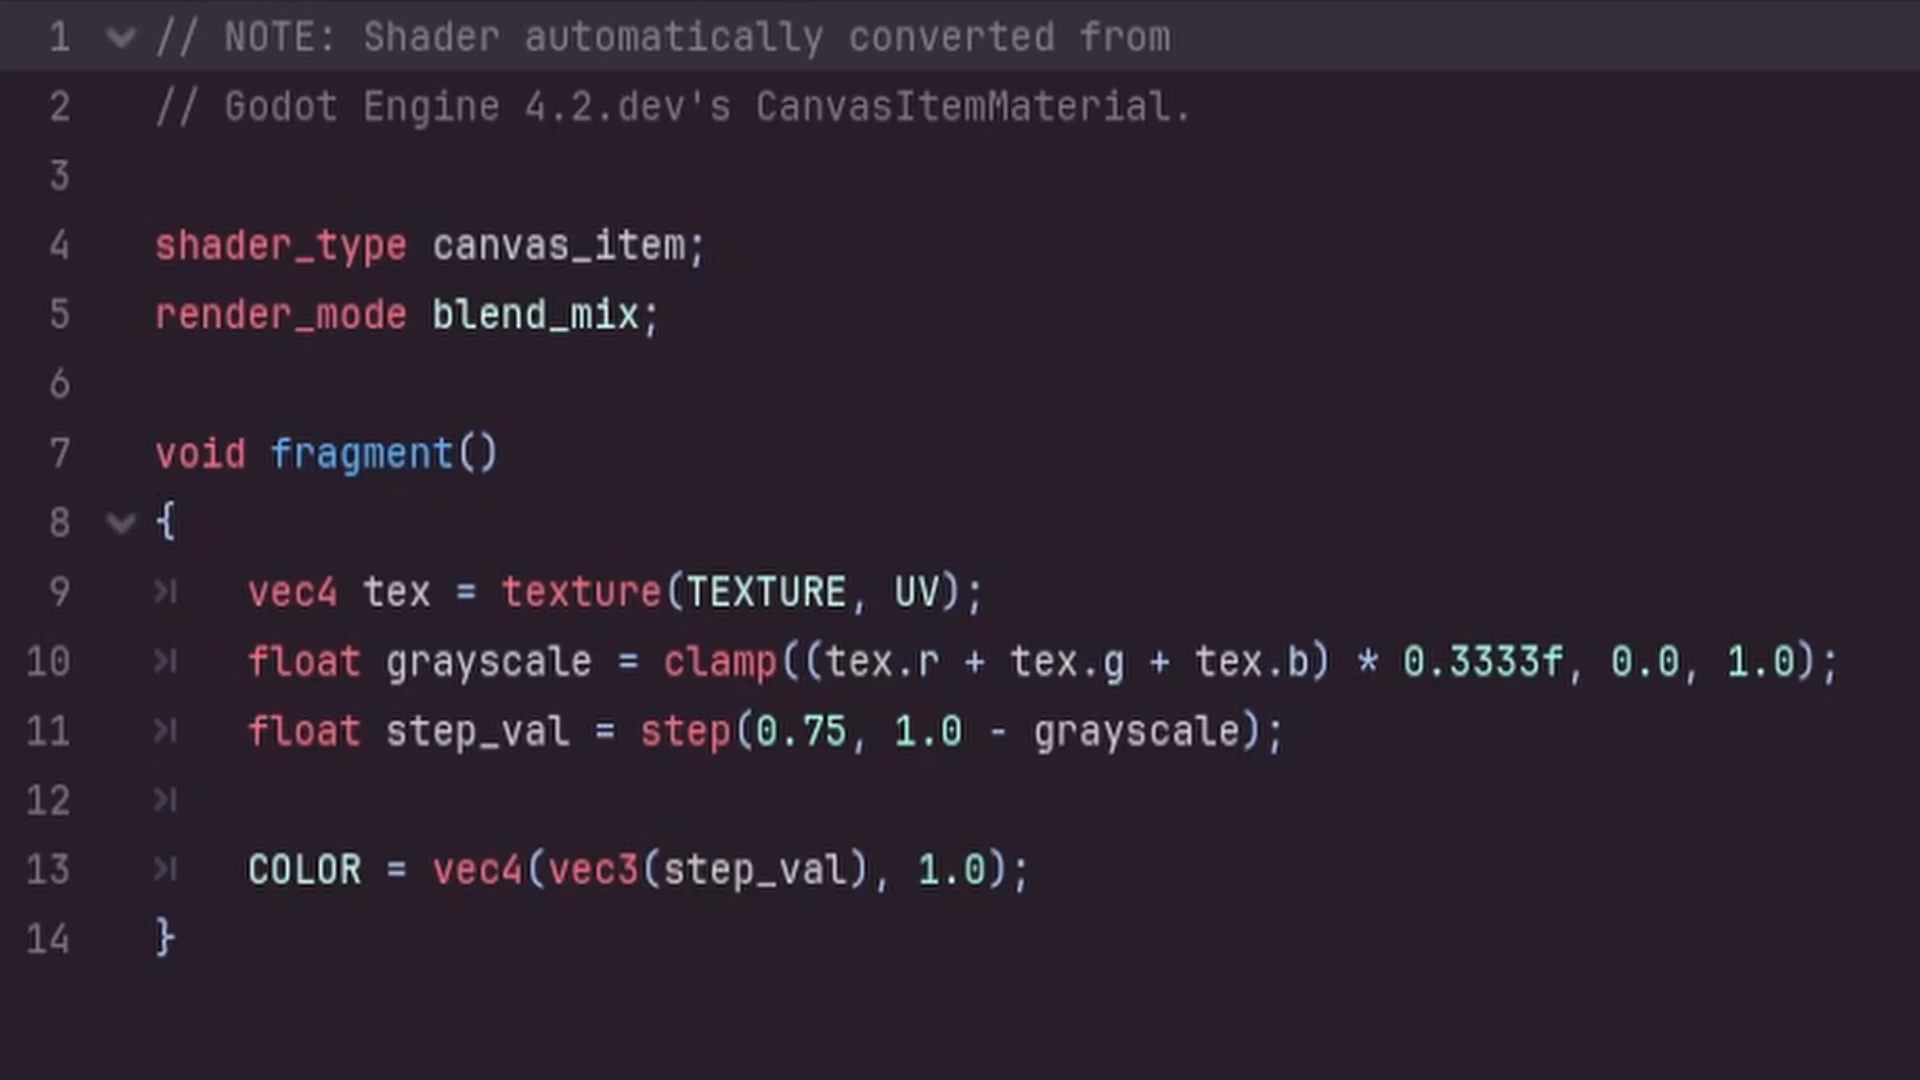 1 // NOTE: Shader automatically converted from
2 // Godot Engine 4.2.dev's CanvasItemMaterial.
3
4 shader_type canvas_item;
5 render_mode blend_mix;
6
7 void fragment()
8 {
9 vec4 tex = texture(TEXTURE, UV);
10 float grayscale = clamp((tex.r + tex.g + tex.b) * 0.3333f, 0.0, 1.0);
11 float step_val = step(0.75, 1.0 - grayscale);
12
13 COLOR = vec4(vec3(step_val), 1.0);
14 }